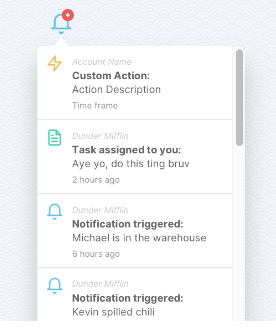 Account Name
Custom Action:
Action Description
Time frame
Dunder Mifflin
Task assigned to you:
Aye yo, do this ting bruv
2 hours ago
Dunder Mifflin
Notification triggered:
Michael is in the warehouse
6 hours ago
Dunder Mifflin
Notification triggered:
Kevin spilled chili